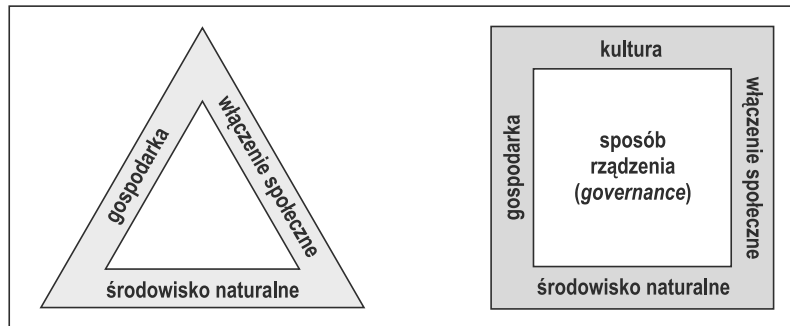 gospodarka
włączenie społeczne
środowisko naturalne
kultura
gospodarka
sposób
rządzenia
(governance)
włączenie społeczne
środowisko naturalne